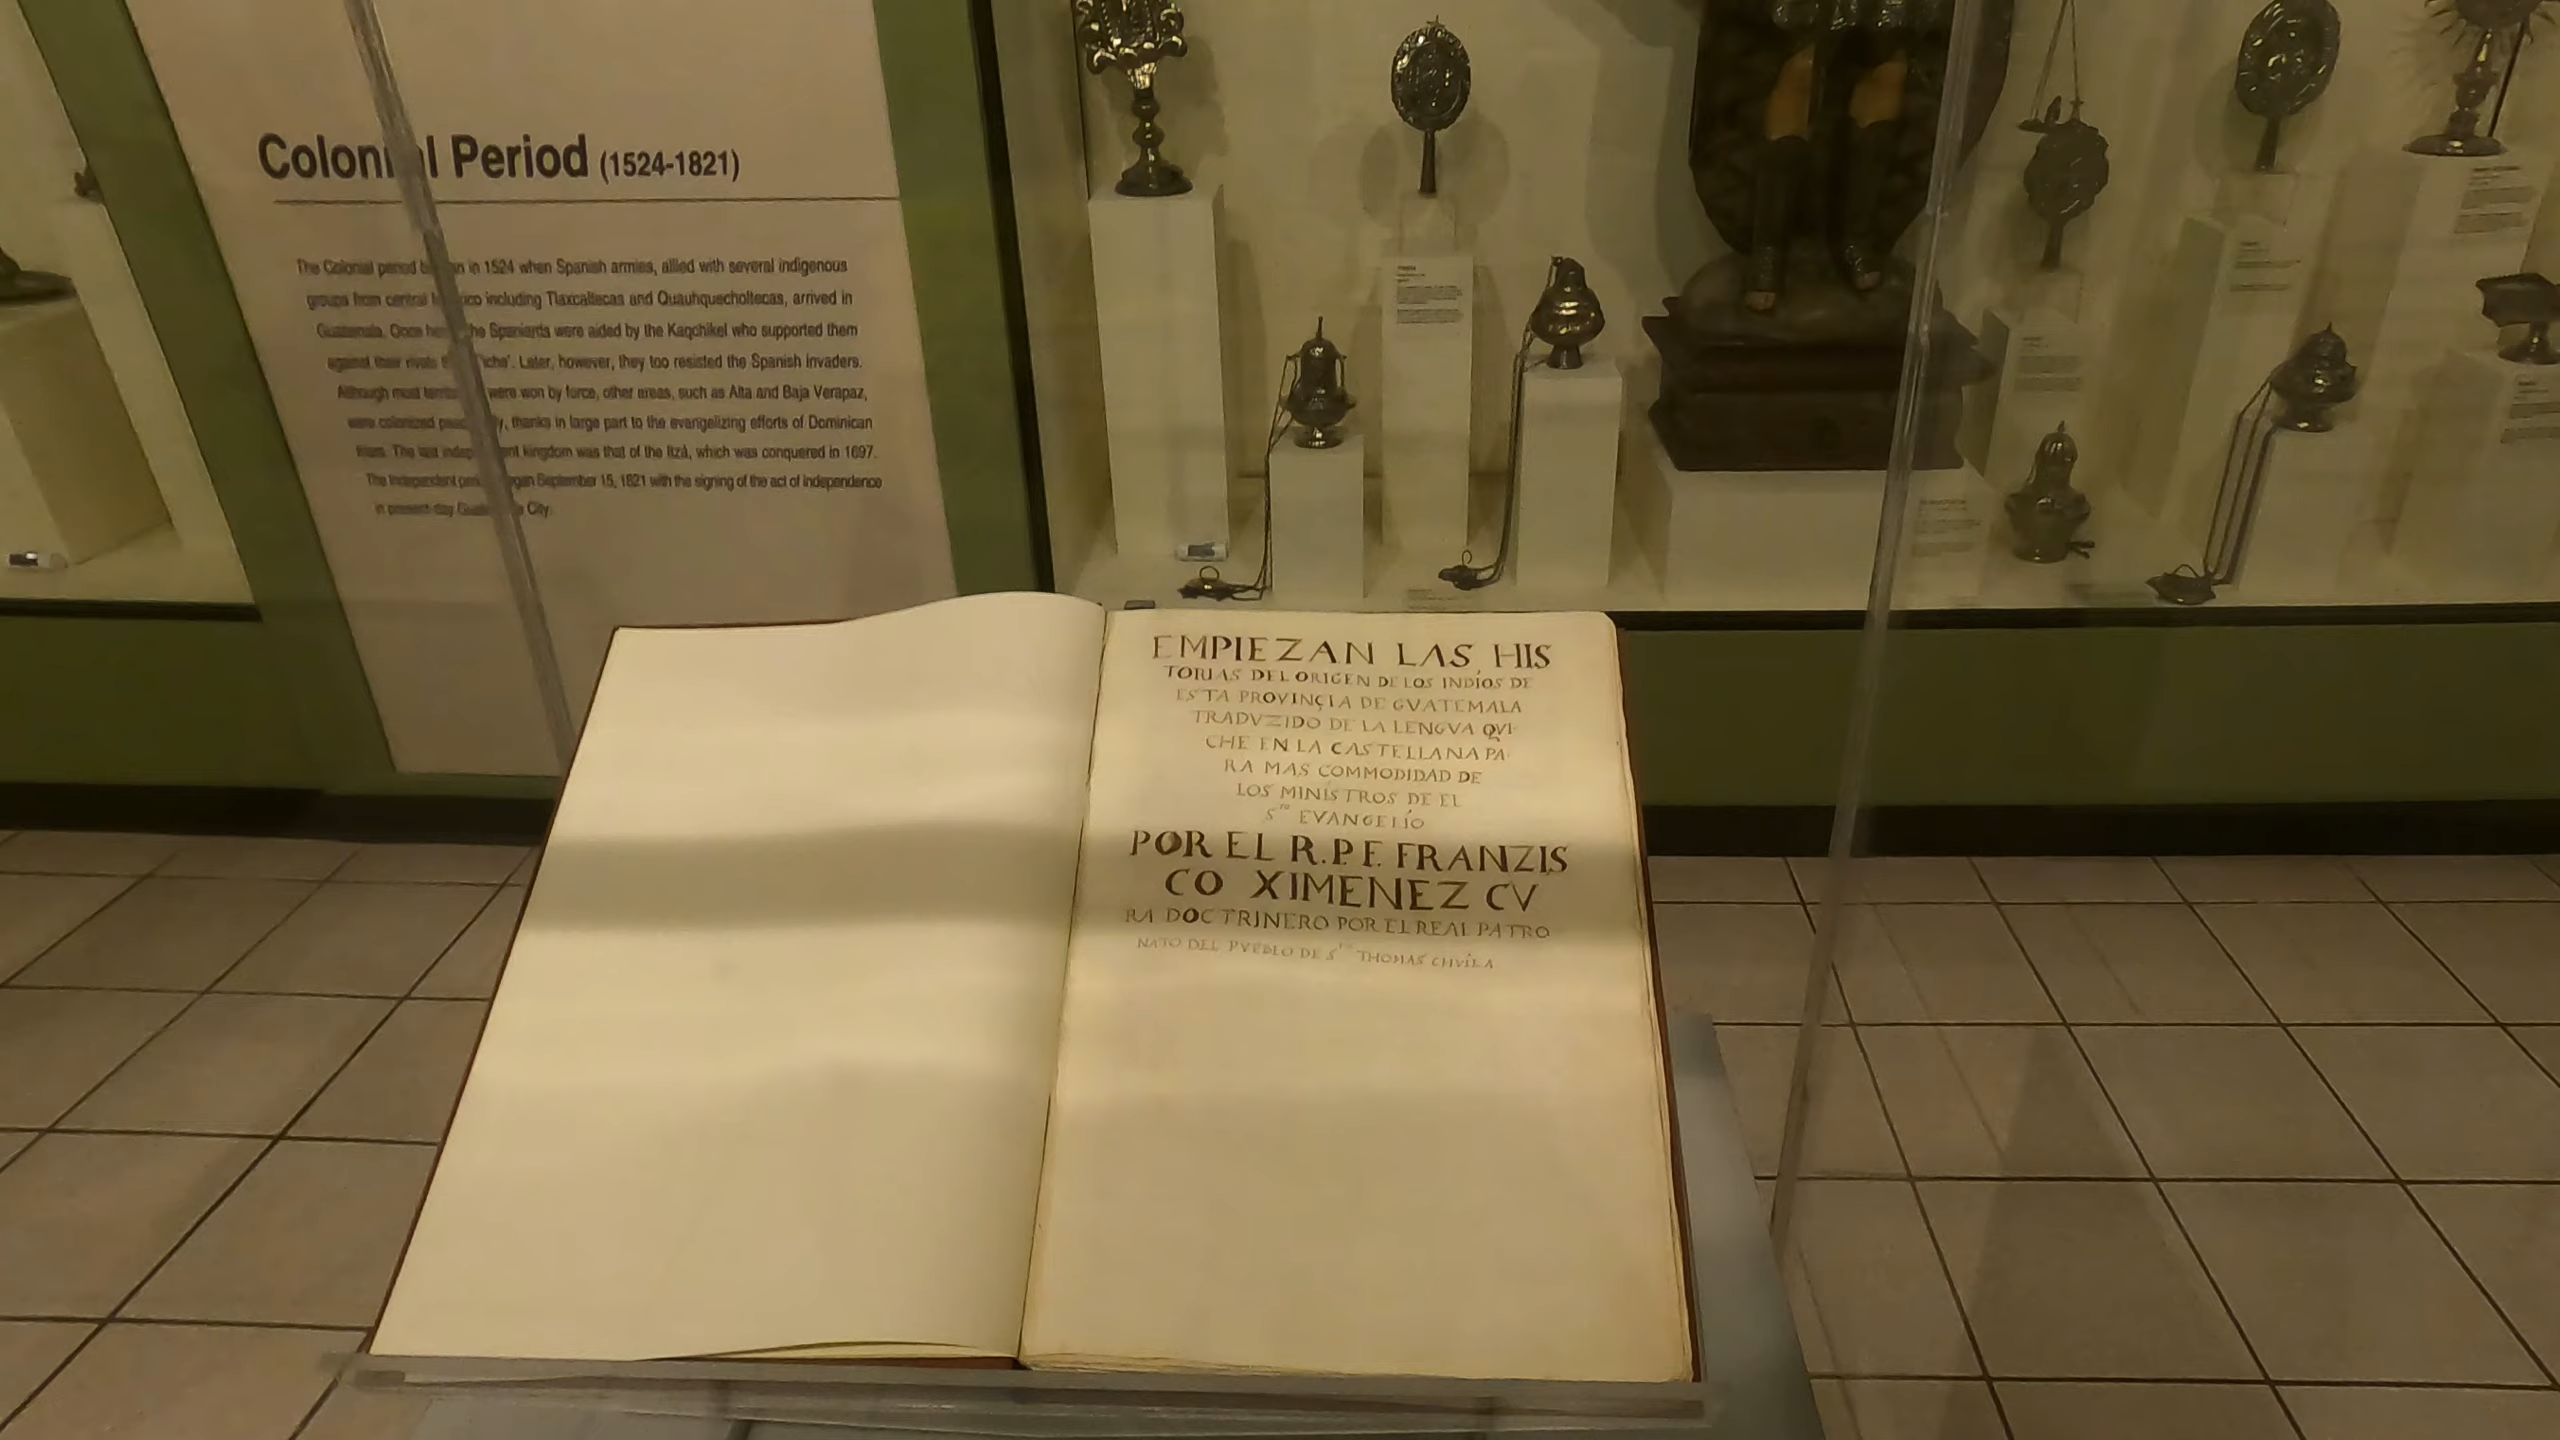 Colonial Period (1524-1821)
The Colonial period began in 1524 when Spanish armies, allied with several indigenous
groups from central Mexico including Tlaxcaltecas and Quauhquecholtecas, arrived in
Guatemala. Once here, the Spaniards were aided by the Kaqchikel who supported them
against their rivals the K'iche'. Later, however, they too resisted the Spanish invaders.
Although most territories were won by force, other areas, such as Alta and Baja Verapaz,
were colonized peacefully, thanks in large part to the evangelizing efforts of Dominican
friars. The last independent kingdom was that of the Itzá, which was conquered in 1697.
The Independent period began September 15, 1821 with the signing of the act of independence
in present-day Guatemala City.
EMPIEZAN LAS HIS
TORIAS DEL ORIGEN DE LOS INDIOS DE
ESTA PROVINÇIA DE GVATEMALA
TRADVZIDO DE LA LENGVA QVI
CHE EN LA CASTELLANA PA
RA MAS COMMODIDAD DE
LOS MINISTROS DE EL
Sto EVANGELIO
POR EL R.P.F. FRANZIS
CO XIMENEZ CV
RA DOCTRINERO POR EL REAL PATRO
NATO DEL PVEBLO DE Sto THOMAS CHVILA